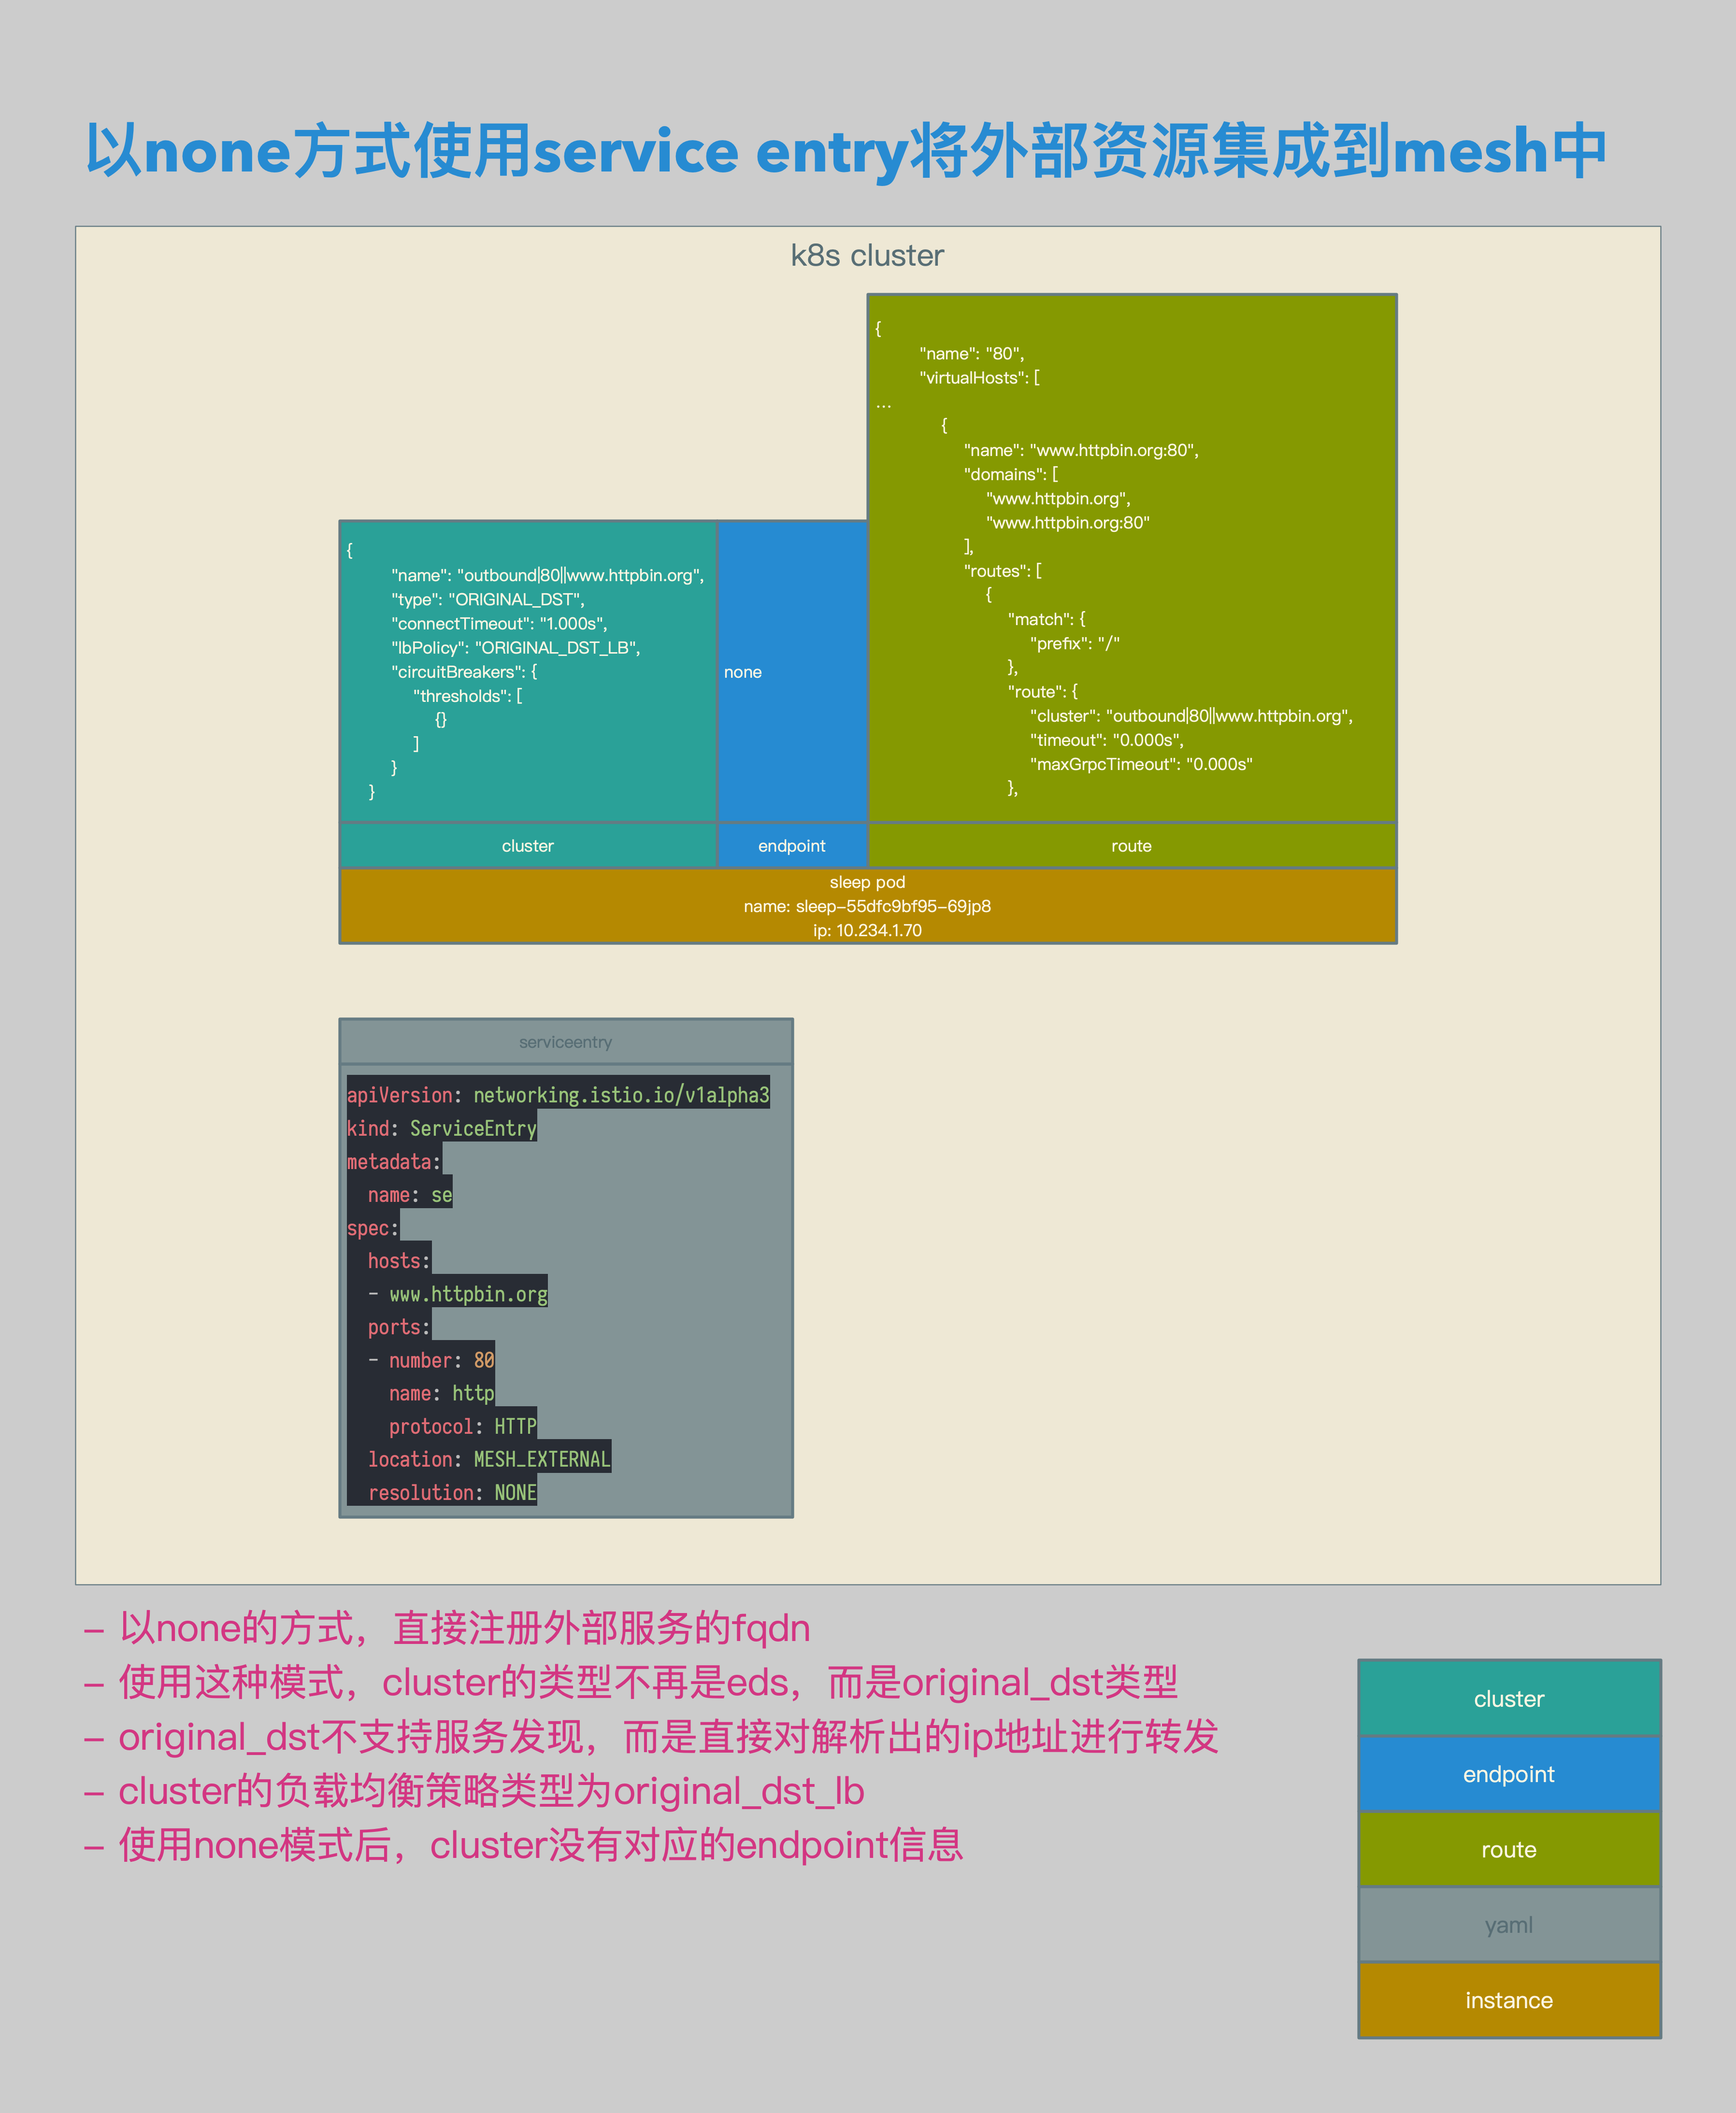 以none方式使用service entry将外部资源集成到mesh中
k8s cluster
{
"name": "80",
"virtualHosts": [
...
{
"name": "www.httpbin.org:80",
"domains": [
"www.httpbin.org",
"www.httpbin.org:80"
],
"routes": [
{
"match": {
"prefix": "/"
},
"route": {
"cluster": "outbound|80||www.httpbin.org",
"timeout": "0.000s",
"maxGrpcTimeout": "0.000s"
},
{
"name": "outbound|80||www.httpbin.org",
"type": "ORIGINAL_DST",
"connectTimeout": "1.000s",
"lbPolicy": "ORIGINAL_DST_LB",
"circuitBreakers": {
"thresholds": [
{}
]
}
}
none
cluster
endpoint
route
sleep pod
name: sleep-55dfc9bf95-69jp8
ip: 10.234.1.70
serviceentry
apiVersion: networking.istio.io/v1alpha3
kind: ServiceEntry
metadata:
name: se
spec:
hosts:
- www.httpbin.org
ports:
- number: 80
name: http
protocol: HTTP
location: MESH_EXTERNAL
resolution: NONE
- 以none的方式，直接注册外部服务的fqdn
- 使用这种模式，cluster的类型不再是eds，而是original_dst类型
- original_dst不支持服务发现，而是直接对解析出的ip地址进行转发
- cluster的负载均衡策略类型为original_dst_lb
- 使用none模式后，cluster没有对应的endpoint信息
cluster
endpoint
route
yaml
instance